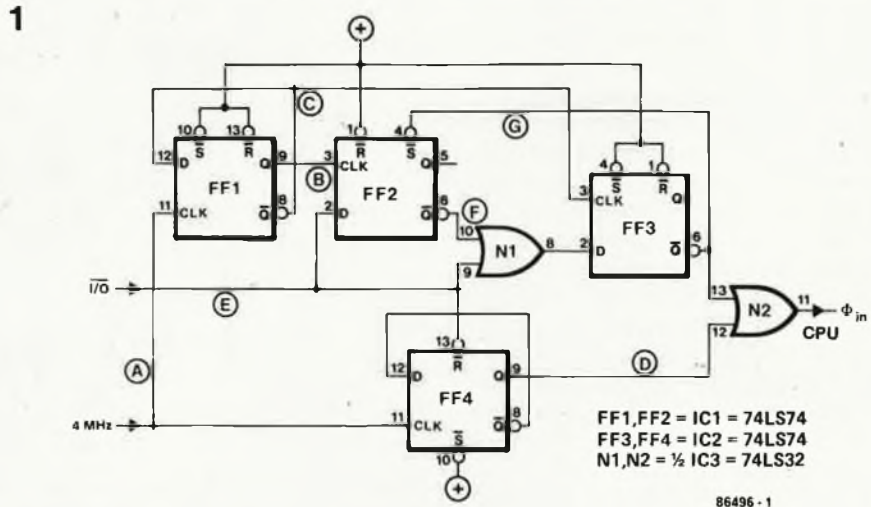 1
+
C
G
10 13
S̅ R̅
12 D Q 9
FF1
11 CLK Q̅ 8
B
1 4
R̅ S̅
3 CLK Q 5
FF2
2 D Q̅ 6
F
10
N1
9
8
4 1
S̅ R̅
3 CLK Q
FF3
2 D Q̅ 6
I/O
E
13
N2
12
11
Φin
CPU
A
13
R̅
12 D Q 9
D
FF4
11 CLK Q̅ 8
S̅
10
+
4 MHz
FF1,FF2 = IC1 = 74LS74
FF3,FF4 = IC2 = 74LS74
N1,N2 = ½ IC3 = 74LS32
86496 - 1